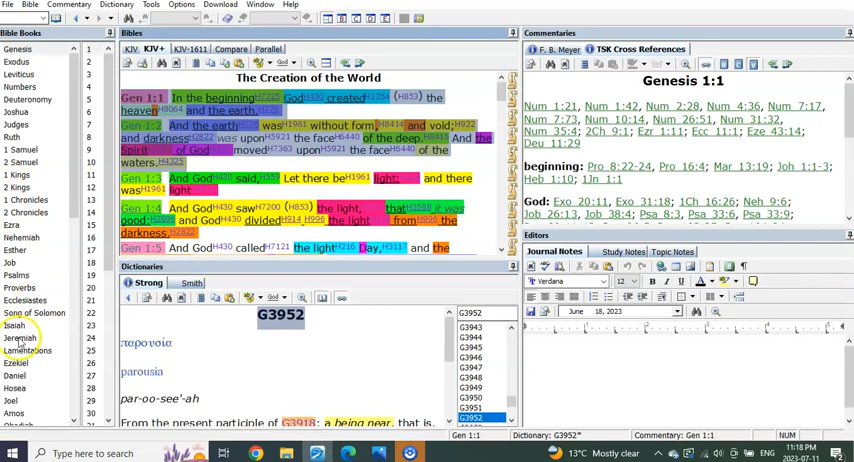 File View Bible Commentary Dictionary Tools Options Download Window Help
Bible Books
Genesis
Exodus
Leviticus
Numbers
Deuteronomy
Joshua
Judges
Ruth
1 Samuel
2 Samuel
1 Kings
2 Kings
1 Chronicles
2 Chronicles
Ezra
Nehemiah
Esther
Job
Psalms
Proverbs
Ecclesiastes
Song of Solomon
Isaiah
Jeremiah
Lamentations
Ezekiel
Daniel
Hosea
Joel
Amos
1
2
3
4
5
6
7
8
9
10
11
12
13
14
15
16
17
18
19
20
21
22
23
24
25
26
27
28
29
30
Bibles
KJV KJV+ KJV-1611 Compare Parallel
The Creation of the World
Gen 1:1 In the beginning H7225 God H430 created H1254 (H853) the
heaven H8064 and the earth.
Gen 1:2 And the earth was H1961 without form, H8414 and void; H922
and darkness H2822 was upon H5921 the face H6440 of the deep. H8415 And the
Spirit of God H430 moved H7363 upon H5921 the face H6440 of the
waters. H4325
Gen 1:3 And God H430 said, H559 Let there be H1961 light: and there
was H1961 light
Gen 1:4 And God H430 saw H7200 (H853) the light, that H3588 it was
good: H2896 and God H430 divided H914 H996 the light from H996 the
darkness. H2822
Gen 1:5 And God H430 called H7121 the light H216 Day, H3117 and the
Dictionaries
Strong Smith
G3952
παρουσία
parousia
par-oo-see'-ah
From the present participle of G3918; a being near, that is,
G3952
G3943
G3944
G3945
G3946
G3947
G3948
G3949
G3950
G3951
G3952
Commentaries
F. B. Meyer TSK Cross References
Genesis 1:1
Num 1:21, Num 1:42, Num 2:28, Num 4:36, Num 7:17,
Num 7:73, Num 10:14, Num 26:51, Num 31:32,
Num 35:4; 2Ch 9:1; Ezr 1:11; Ecc 1:11; Eze 43:14;
Deu 11:29
beginning: Pro 8:22-24, Pro 16:4; Mar 13:19; Joh 1:1-3;
Heb 1:10; 1Jn 1:1
God: Exo 20:11, Exo 31:18; 1Ch 16:26; Neh 9:6;
Job 26:13, Job 38:4; Psa 8:3, Psa 33:6, Psa 33:9,
Editors
Journal Notes Study Notes Topic Notes
Verdana 12
June 18, 2023
Gen 1:1 Dictionary: G3952* Commentary: Gen 1:1 NUM
Type here to search
13°C Mostly clear
ENG
11:18 PM
2023-07-11
2